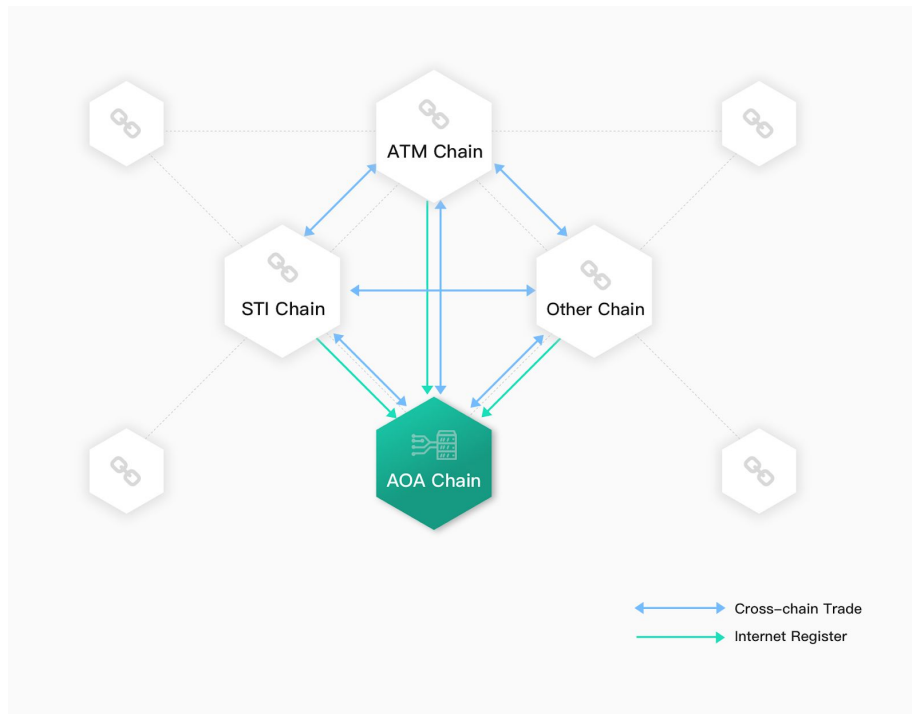 ATM Chain
STI Chain
Other Chain
AOA Chain
Cross-chain Trade
Internet Register